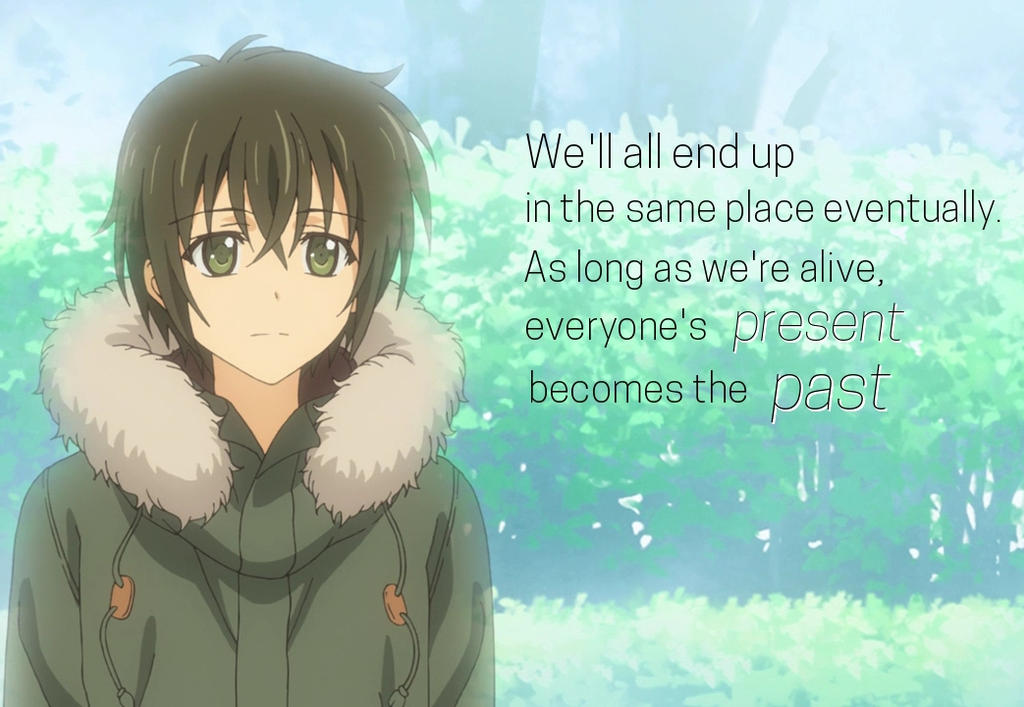 We'll all end up
in the same place eventually.
As long as we're alive,
everyone's present
becomes the past